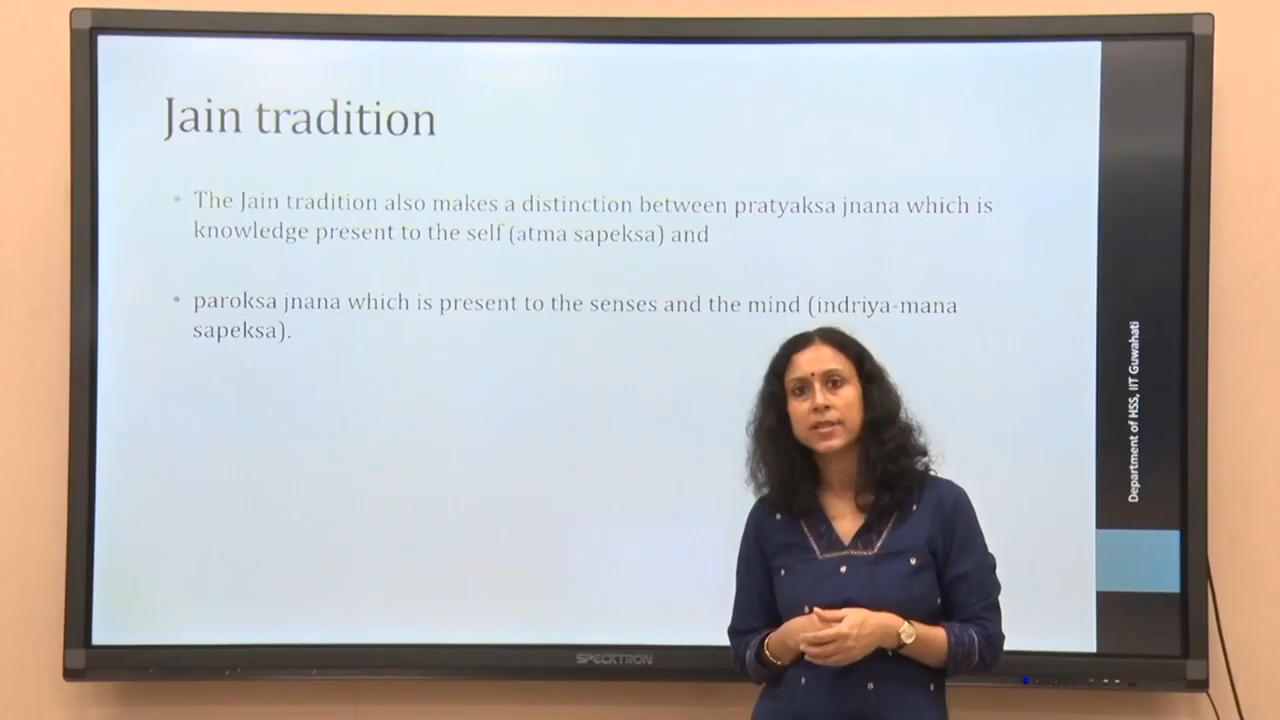 Jain tradition
• The Jain tradition also makes a distinction between pratyaksa jnana which is
knowledge present to the self (atma sapeksa) and
• paroksa jnana which is present to the senses and the mind (indriya-mana
sapeksa).
Department of HSS, IIT Guwahati
SPECKTRON